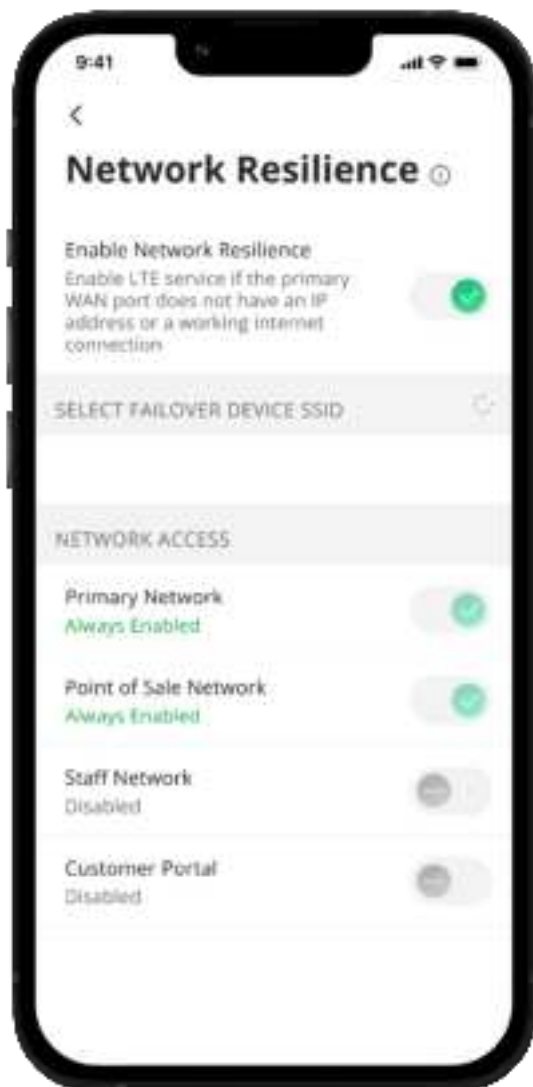 9:41
Network Resilience
Enable Network Resilience
Enable LTE service if the primary
WAN port does not have an IP
address or a working internet
connection
SELECT FAILOVER DEVICE SSID
NETWORK ACCESS
Primary Network
Always Enabled
Point of Sale Network
Always Enabled
Staff Network
Disabled
Customer Portal
Disabled